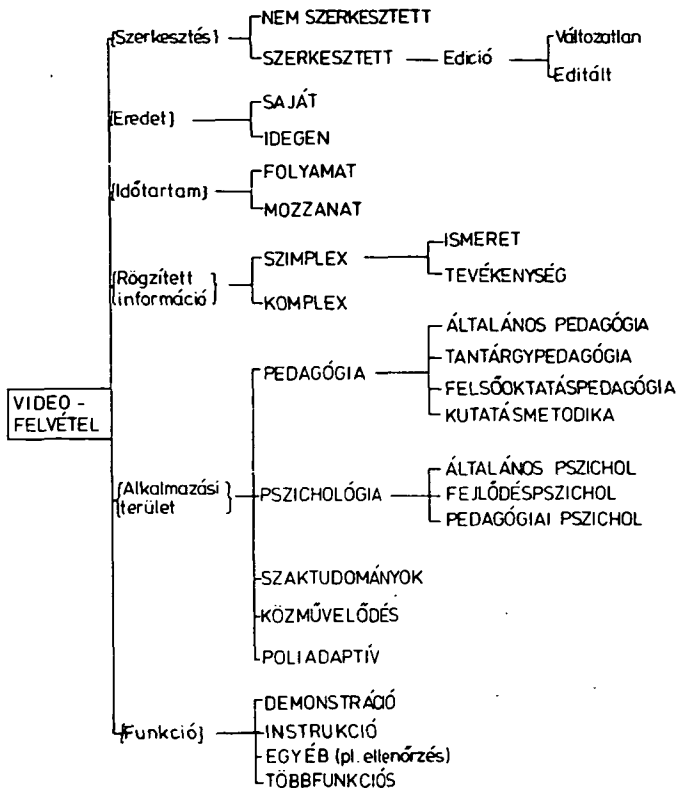 NEM SZERKESZTETT
{Szerkesztés}
SZERKESZTETT — Edició
Változatlan
Editált
SAJÁT
{Eredet}
IDEGEN
FOLYAMAT
{Időtartam}
MOZZANAT
{Rögzített
információ}
SZIMPLEX
ISMERET
TEVÉKENYSÉG
KOMPLEX
VIDEO-
FELVÉTEL
{Alkalmazási
terület}
PEDAGÓGIA
ÁLTALÁNOS PEDAGÓGIA
TANTÁRGYPEDAGÓGIA
FELSŐOKTATÁSPEDAGÓGIA
KUTATÁSMETODIKA
PSZICHOLÓGIA
ÁLTALÁNOS PSZICHOL
FEJLŐDÉSPSZICHOL
PEDAGÓGIAI PSZICHOL
SZAKTUDOMÁNYOK
KÖZMŰVELŐDÉS
POLIADAPTÍV
{Funkció}
DEMONSTRÁCIÓ
INSTRUKCIÓ
EGYÉB (pl. ellenőrzés)
TÖBBFUNKCIÓS